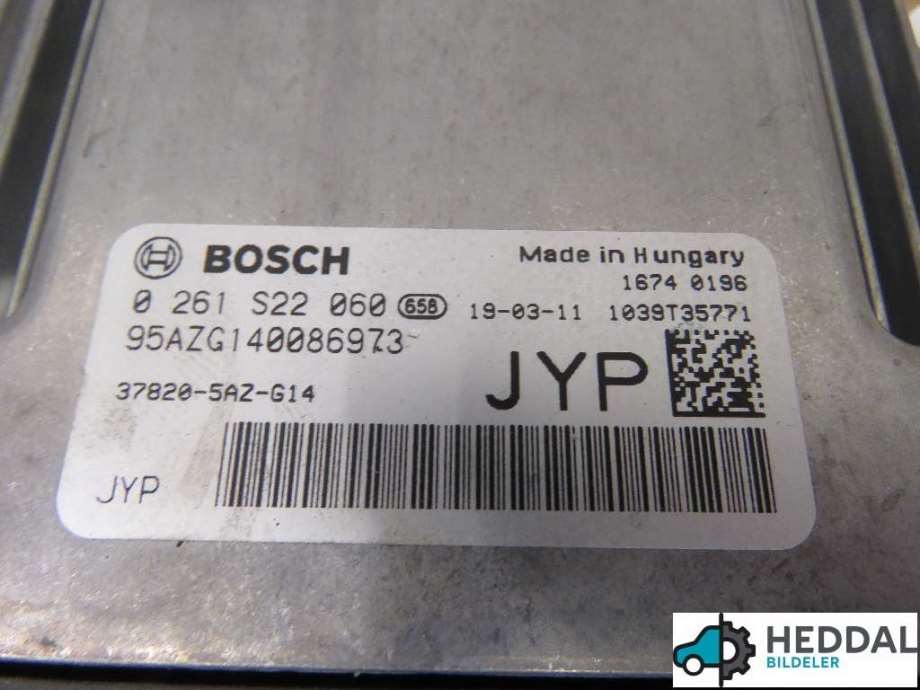 BOSCH
Made in Hungary
1674 0196
0 261 S22 060 658 19-03-11 1039T35771
95AZG140086973
JYP
37820-5AZ-G14
JYP
HEDDAL
BILDELER